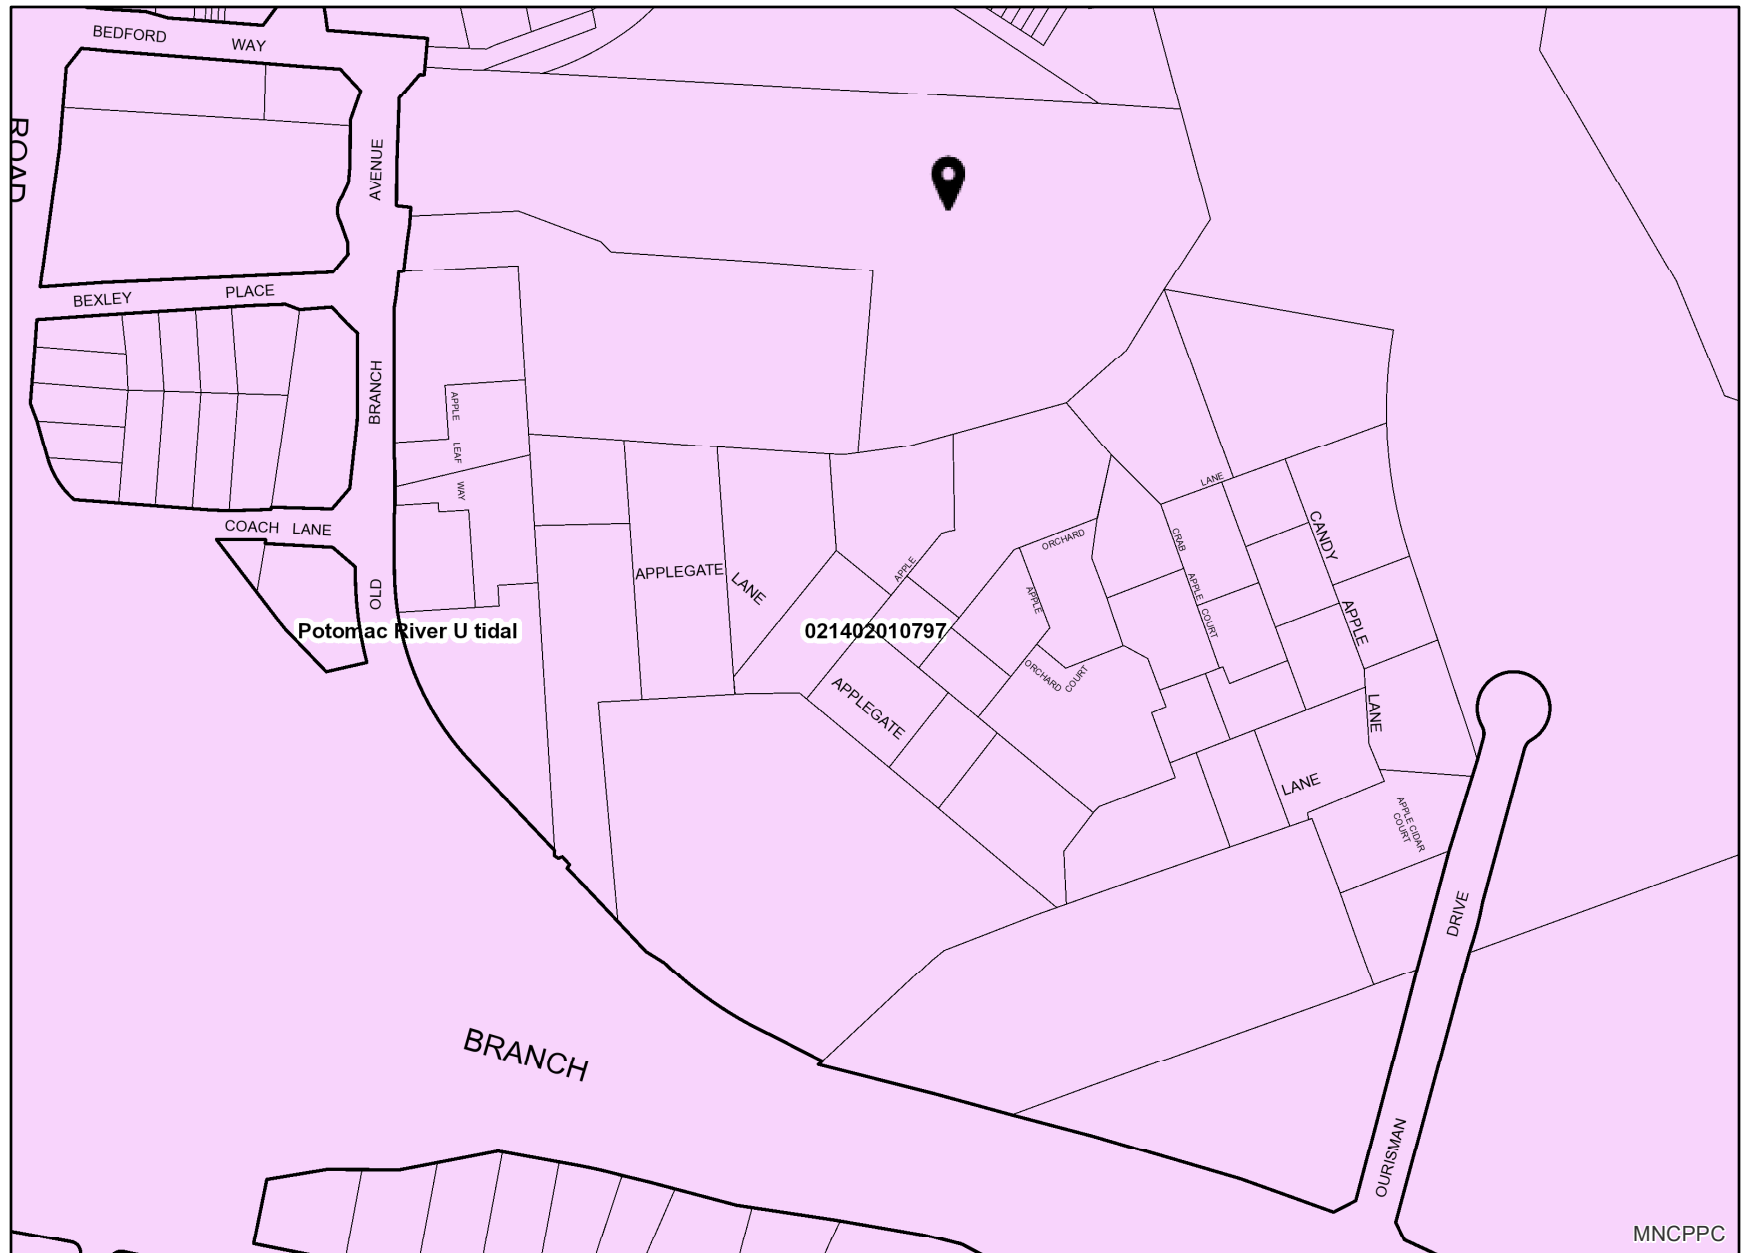 BEDFORD WAY
ROAD
AVENUE
BEXLEY PLACE
BRANCH
APPLE
LEAF
WAY
COACH LANE
OLD
LANE
CANDY
CRAB
ORCHARD
APPLE
APPLEGATE
LANE
APPLE
APPLE
COURT
APPLE
Potomac River U tidal
021402010797
ORCHARD
COURT
APPLEGATE
LANE
LANE
APPLE CIDAR
COURT
DRIVE
BRANCH
OURISMAN
MNCPPC